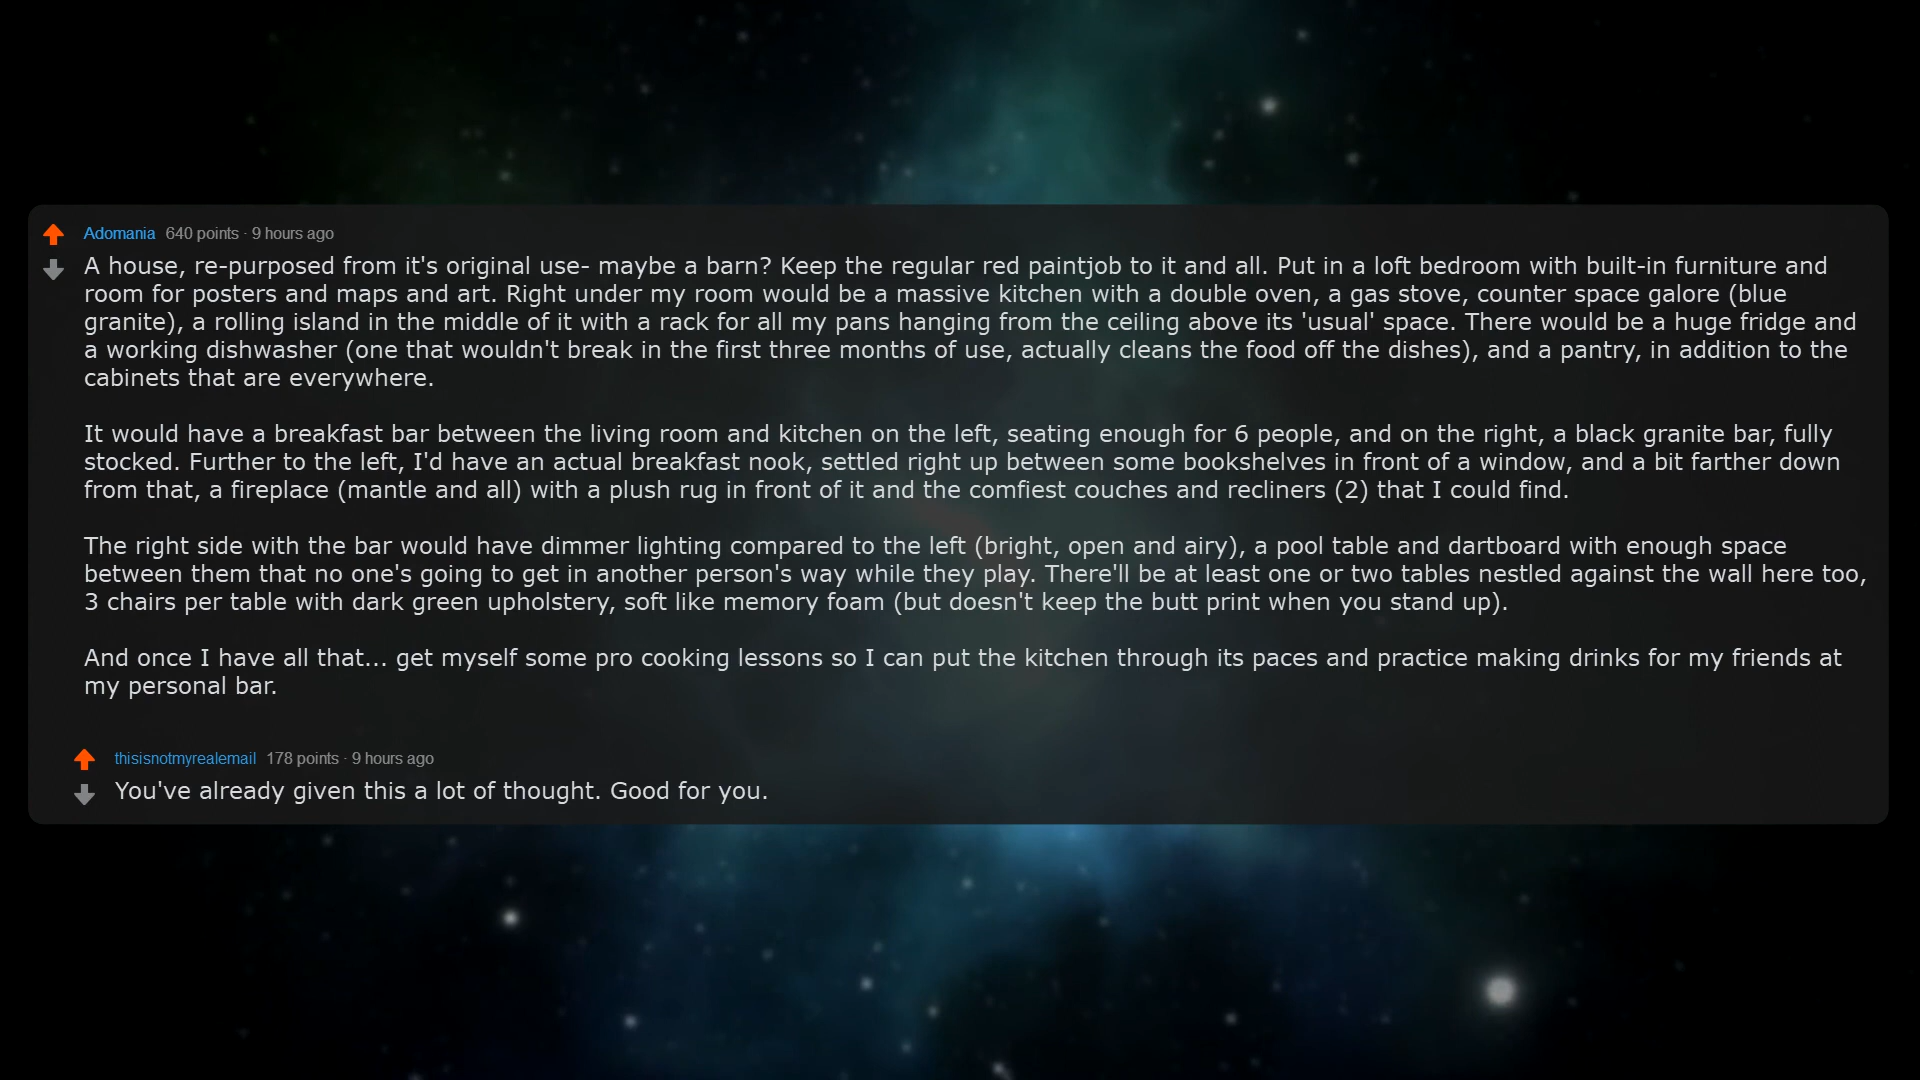 Adomania 640 points · 9 hours ago
A house, re-purposed from it's original use- maybe a barn? Keep the regular red paintjob to it and all. Put in a loft bedroom with built-in furniture and
room for posters and maps and art. Right under my room would be a massive kitchen with a double oven, a gas stove, counter space galore (blue
granite), a rolling island in the middle of it with a rack for all my pans hanging from the ceiling above its 'usual' space. There would be a huge fridge and
a working dishwasher (one that wouldn't break in the first three months of use, actually cleans the food off the dishes), and a pantry, in addition to the
cabinets that are everywhere.
It would have a breakfast bar between the living room and kitchen on the left, seating enough for 6 people, and on the right, a black granite bar, fully
stocked. Further to the left, I'd have an actual breakfast nook, settled right up between some bookshelves in front of a window, and a bit farther down
from that, a fireplace (mantle and all) with a plush rug in front of it and the comfiest couches and recliners (2) that I could find.
The right side with the bar would have dimmer lighting compared to the left (bright, open and airy), a pool table and dartboard with enough space
between them that no one's going to get in another person's way while they play. There'll be at least one or two tables nestled against the wall here too,
3 chairs per table with dark green upholstery, soft like memory foam (but doesn't keep the butt print when you stand up).
And once I have all that... get myself some pro cooking lessons so I can put the kitchen through its paces and practice making drinks for my friends at
my personal bar.
thisisnotmyrealemail 178 points · 9 hours ago
You've already given this a lot of thought. Good for you.